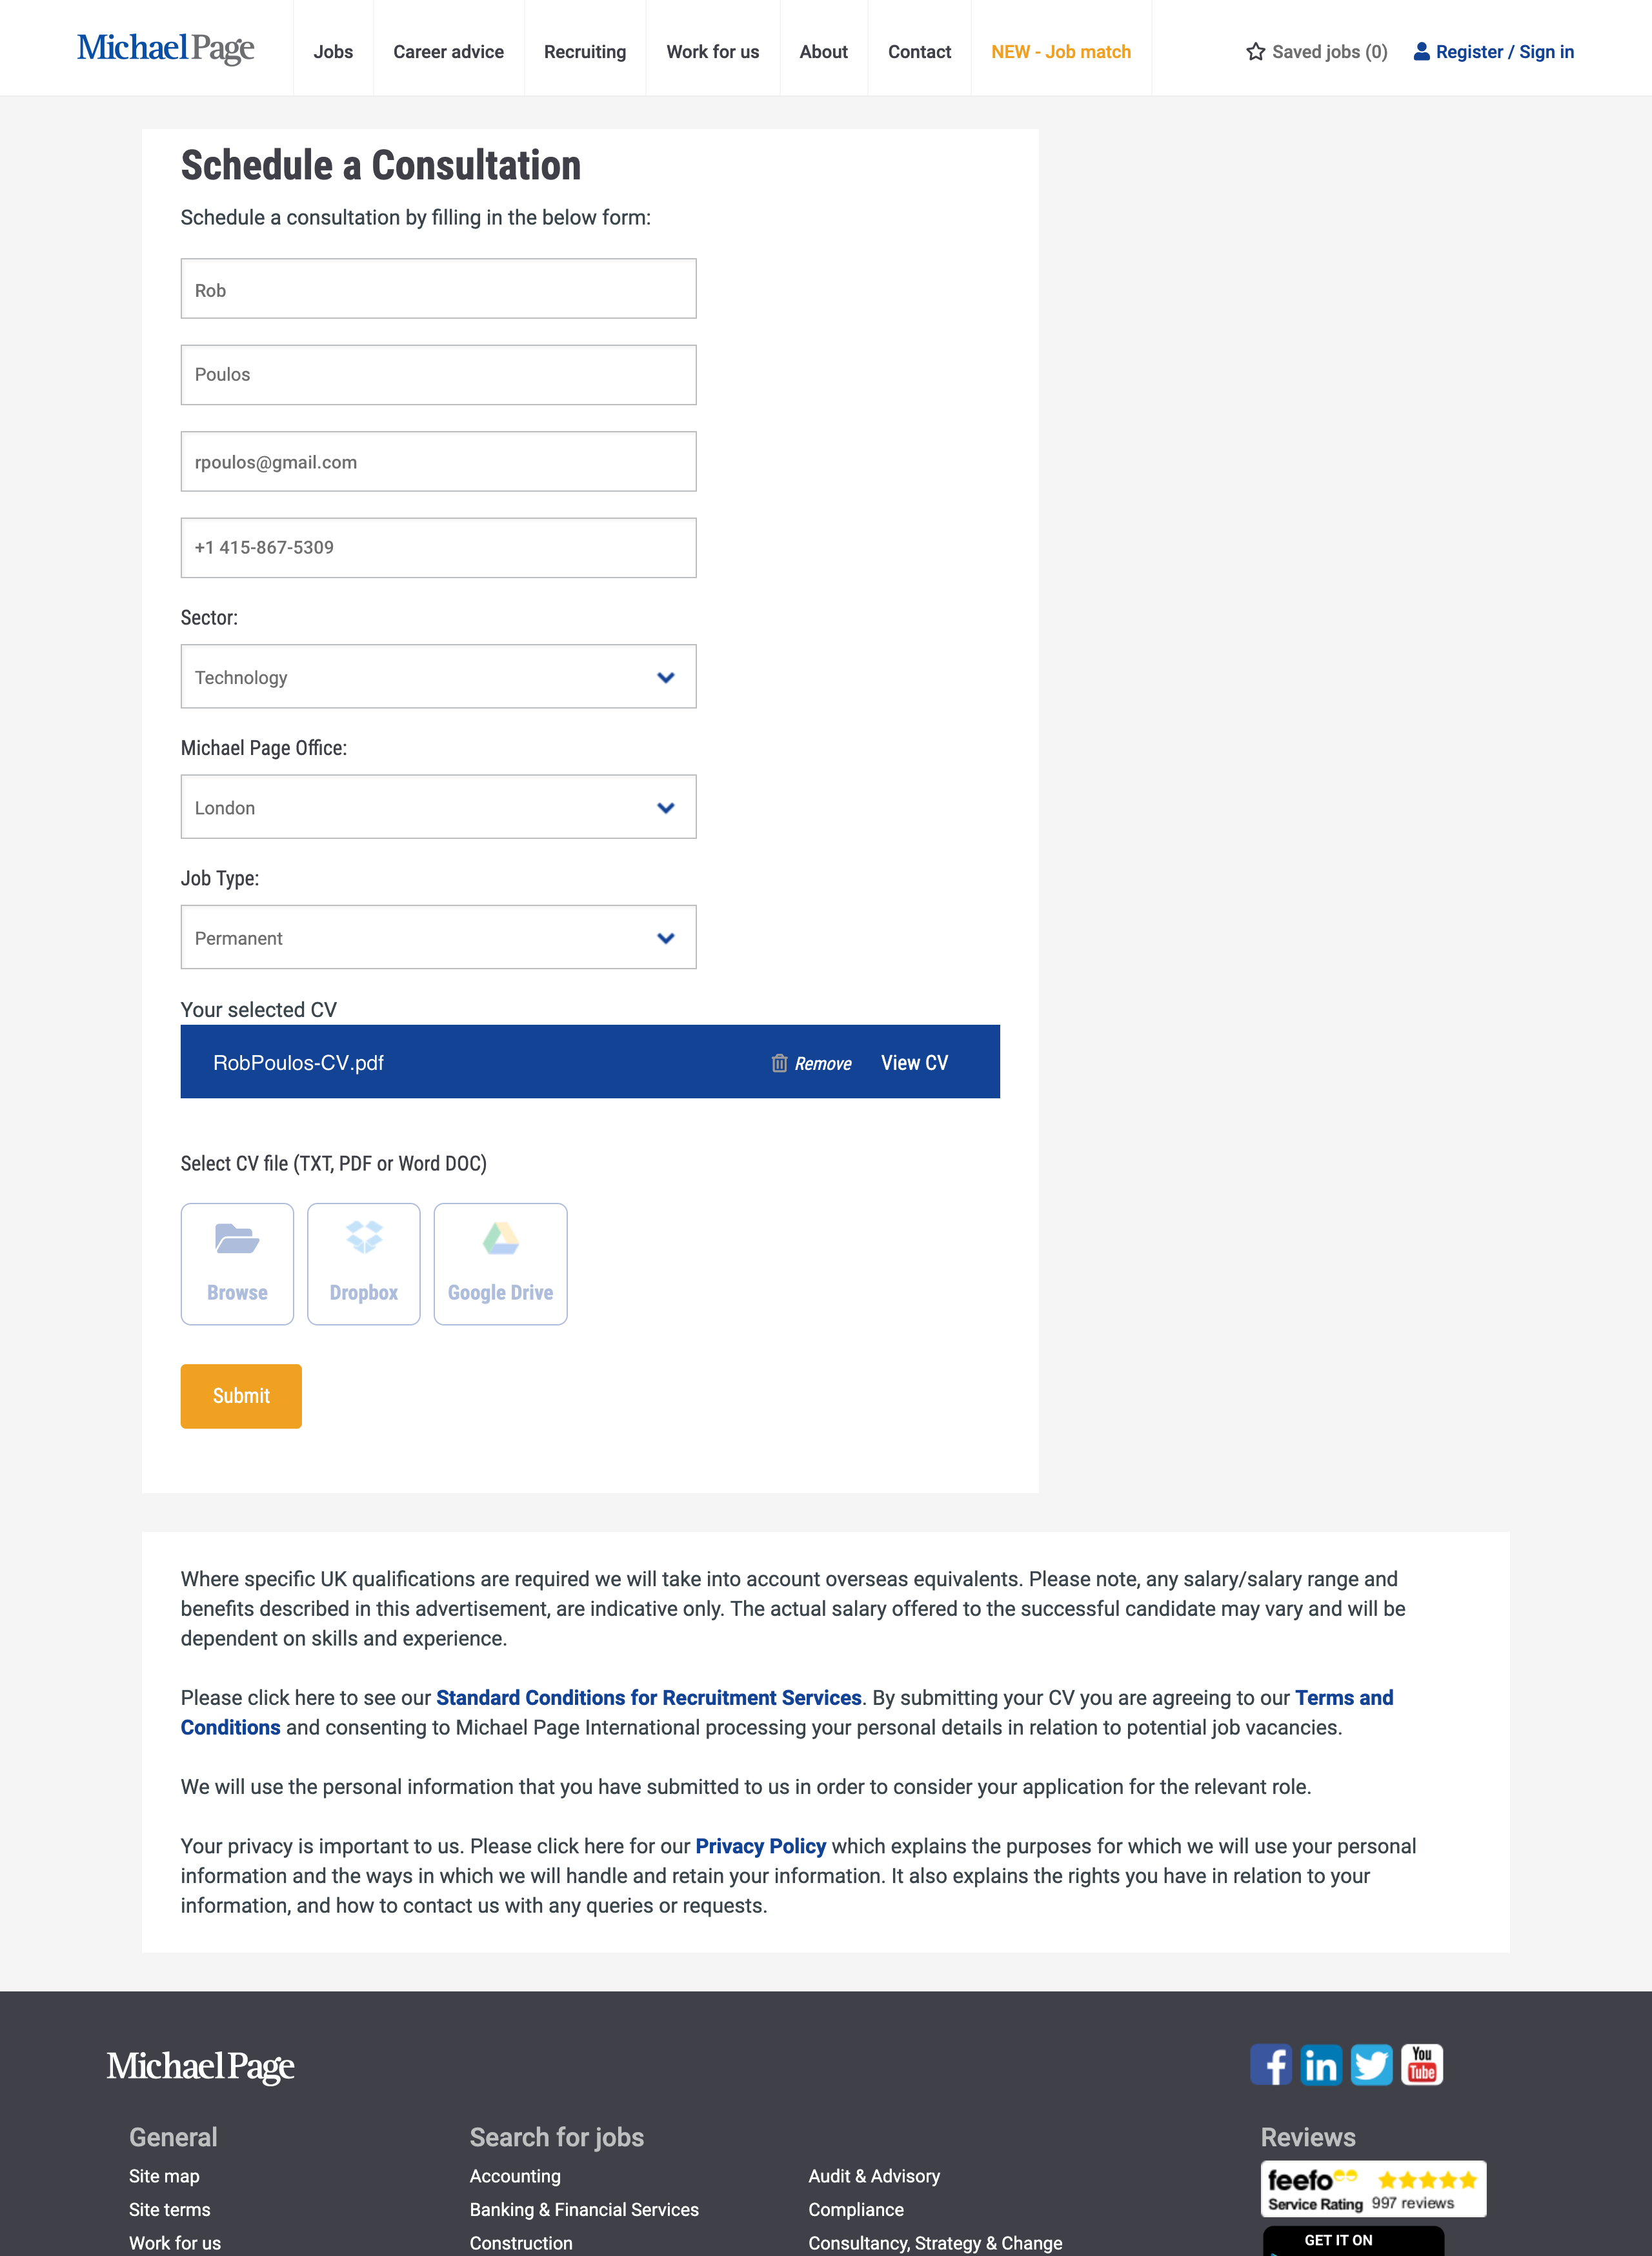 MichaelPage
Jobs
Career advice
Recruiting
Work for us
About
Contact
NEW - Job match
Saved jobs (0)
Register / Sign in
Schedule a Consultation
Schedule a consultation by filling in the below form:
Rob
Poulos
rpoulos@gmail.com
+1 415-867-5309
Sector:
Technology
Michael Page Office:
London
Job Type:
Permanent
Your selected CV
RobPoulos-CV.pdf
Remove
View CV
Select CV file (TXT, PDF or Word DOC)
Browse
Dropbox
Google Drive
Submit
Where specific UK qualifications are required we will take into account overseas equivalents. Please note, any salary/salary range and
benefits described in this advertisement, are indicative only. The actual salary offered to the successful candidate may vary and will be
dependent on skills and experience.
Please click here to see our Standard Conditions for Recruitment Services. By submitting your CV you are agreeing to our Terms and
Conditions and consenting to Michael Page International processing your personal details in relation to potential job vacancies.
We will use the personal information that you have submitted to us in order to consider your application for the relevant role.
Your privacy is important to us. Please click here for our Privacy Policy which explains the purposes for which we will use your personal
information and the ways in which we will handle and retain your information. It also explains the rights you have in relation to your
information, and how to contact us with any queries or requests.
MichaelPage
You
Tube
General
Site map
Site terms
Work for us
Search for jobs
Accounting
Banking & Financial Services
Construction
Audit & Advisory
Compliance
Consultancy, Strategy & Change
Reviews
feefo
Service Rating 997 reviews
GET IT ON